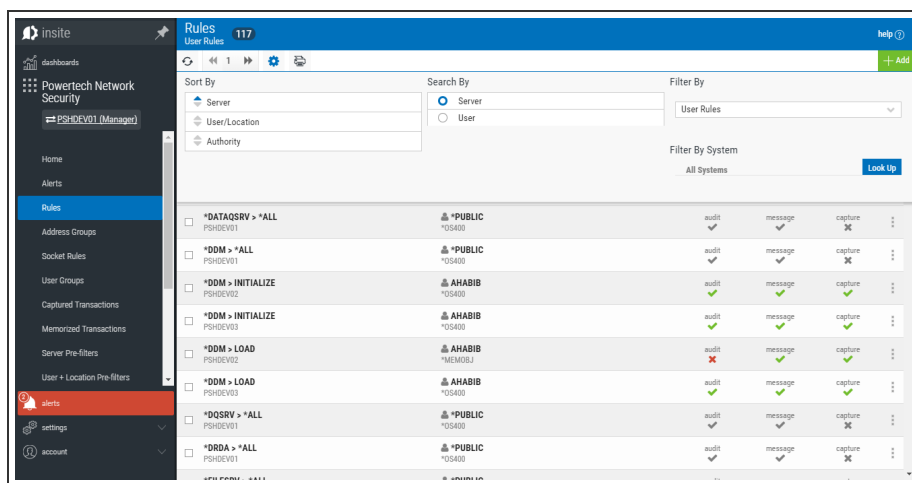 insite
dashboards
Powertech Network
Security
PSHDEV01 (Manager)
Home
Alerts
Rules
Address Groups
Socket Rules
User Groups
Captured Transactions
Memorized Transactions
Server Pre-filters
User + Location Pre-filters
2
alerts
settings
account
Rules 117
User Rules
help
1
Add
Sort By
Server
User/Location
Authority
Search By
Server
User
Filter By
User Rules
Filter By System
All Systems
Look Up
*DATAQSRV > *ALL *PUBLIC audit message capture
PSHDEV01 *OS400
*DDM > *ALL *PUBLIC audit message capture
PSHDEV01 *OS400
*DDM > INITIALIZE AHABIB audit message capture
PSHDEV02 *OS400
*DDM > INITIALIZE AHABIB audit message capture
PSHDEV03 *OS400
*DDM > LOAD AHABIB audit message capture
PSHDEV02 *MEMOBJ
*DDM > LOAD AHABIB audit message capture
PSHDEV03 *OS400
*DQSRV > *ALL *PUBLIC audit message capture
PSHDEV01 *OS400
*DRDA > *ALL *PUBLIC audit message capture
PSHDEV01 *OS400